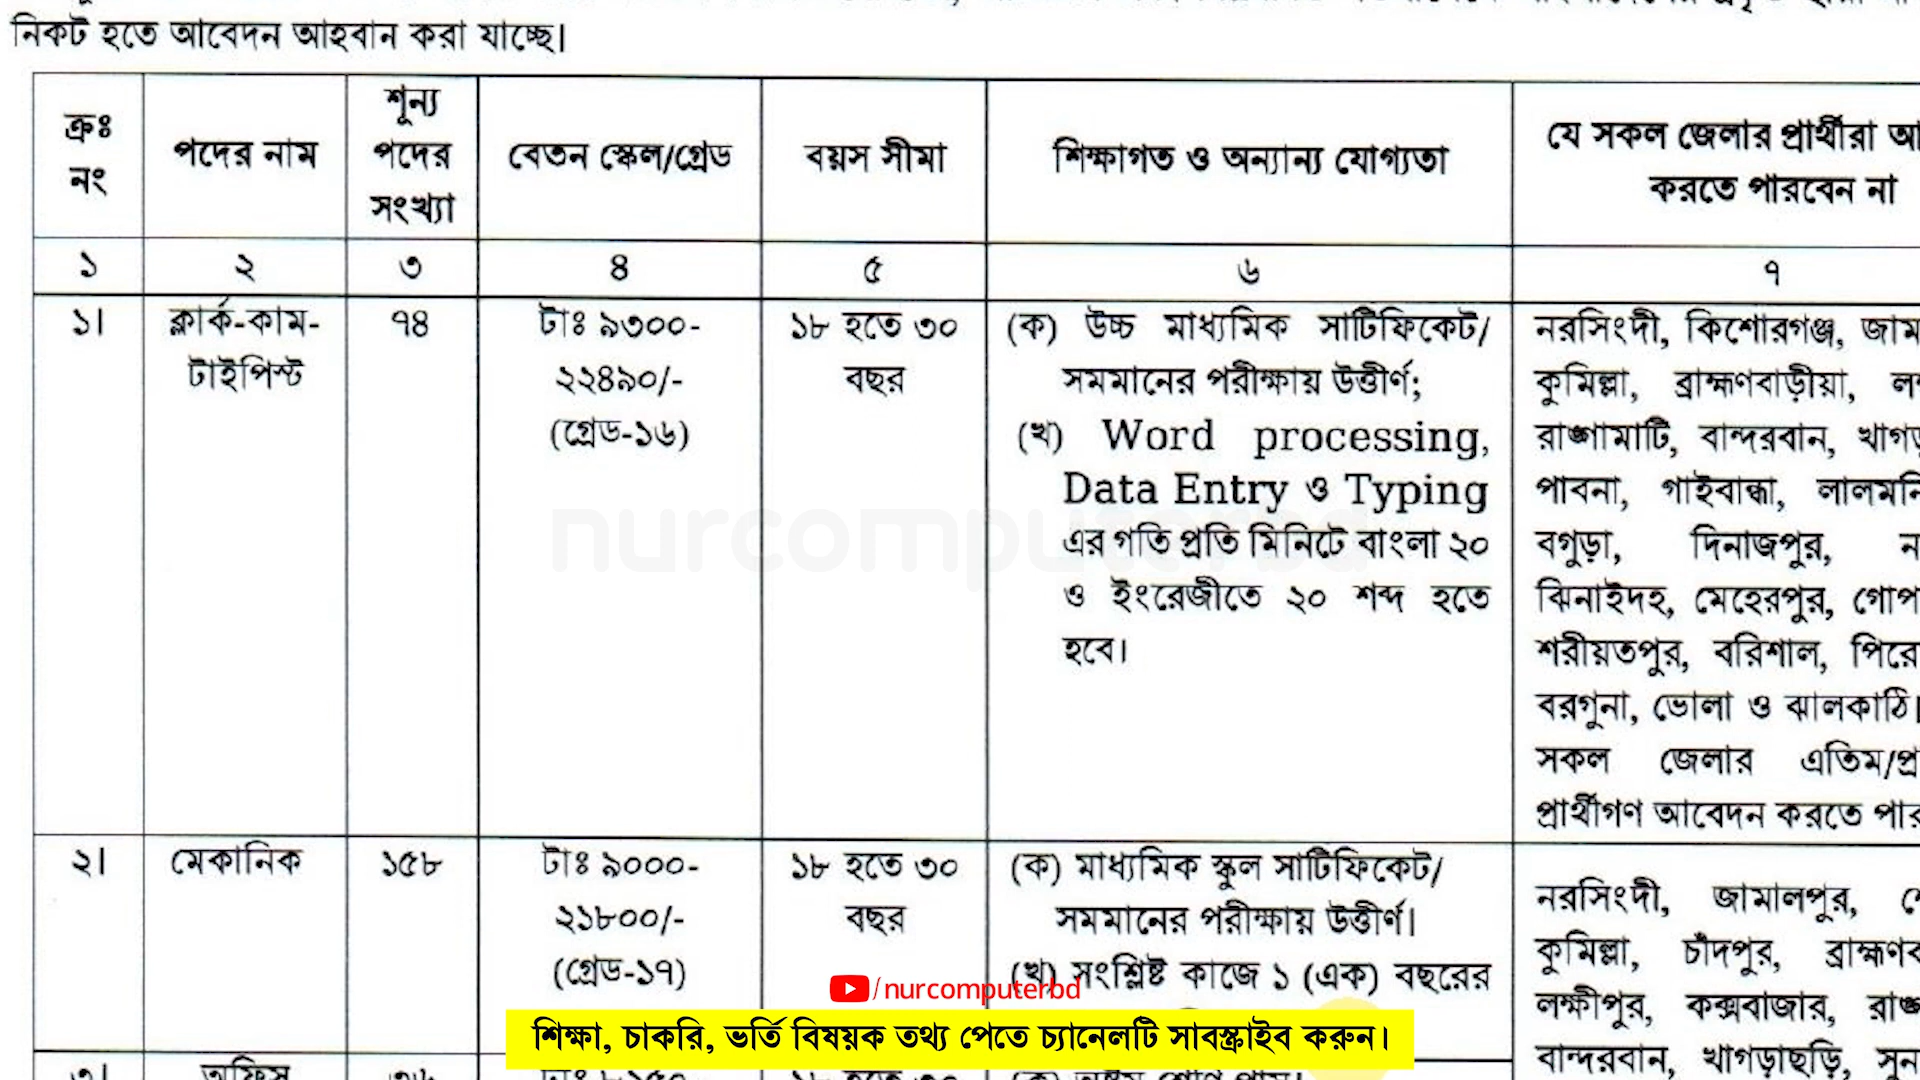 নিকট হতে আবেদন আহবান করা যাচ্ছে।
ক্রঃ নং
পদের নাম
শূন্য পদের সংখ্যা
বেতন স্কেল/গ্রেড
বয়স সীমা
শিক্ষাগত ও অন্যান্য যোগ্যতা
যে সকল জেলার প্রার্থীরা
করতে পারবেন না
১ ২ ৩ ৪ ৫ ৬ ৭
১।
ক্লার্ক-কাম-
টাইপিস্ট
৭৪
টাঃ ৯৩০০-
২২৪৯০/-
(গ্রেড-১৬)
১৮ হতে ৩০
বছর
(ক) উচ্চ মাধ্যমিক সার্টিফিকেট/
সমমানের পরীক্ষায় উত্তীর্ণ;
(খ) Word processing,
Data Entry ও Typing
এর গতি প্রতি মিনিটে বাংলা ২০
ও ইংরেজীতে ২০ শব্দ হতে
হবে।
নরসিংদী, কিশোরগঞ্জ,
কুমিল্লা, ব্রাহ্মণবাড়ীয়া,
রাঙ্গামাটি, বান্দরবান,
পাবনা, গাইবান্ধা,
বগুড়া, দিনাজপুর,
ঝিনাইদহ, মেহেরপুর,
শরীয়তপুর, বরিশাল,
বরগুনা, ভোলা ও ঝালকাঠি।
সকল জেলার এতিম/
প্রার্থীগণ আবেদন করতে
২।
মেকানিক
১৫৮
টাঃ ৯০০০-
২১৮০০/-
(গ্রেড-১৭)
১৮ হতে ৩০
বছর
(ক) মাধ্যমিক স্কুল সার্টিফিকেট/
সমমানের পরীক্ষায় উত্তীর্ণ।
(খ) সংশ্লিষ্ট কাজে ১ (এক) বছরের
নরসিংদী, জামালপুর,
কুমিল্লা, চাঁদপুর,
লক্ষীপুর, কক্সবাজার,
বান্দরবান, খাগড়াছড়ি,
৩।
অফিস
nurcomputerbd
/nurcomputerbd
শিক্ষা, চাকরি, ভর্তি বিষয়ক তথ্য পেতে চ্যানেলটি সাবস্ক্রাইব করুন।